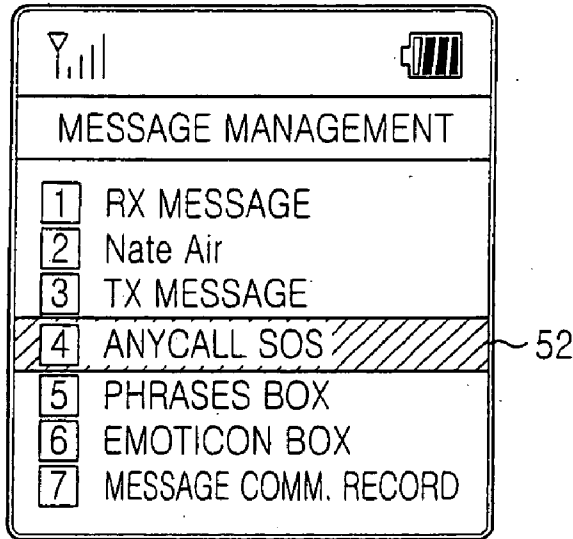 MESSAGE MANAGEMENT
1 RX MESSAGE
2 Nate Air
3 TX MESSAGE
4 ANYCALL SOS
52
5 PHRASES BOX
6 EMOTICON BOX
7 MESSAGE COMM. RECORD